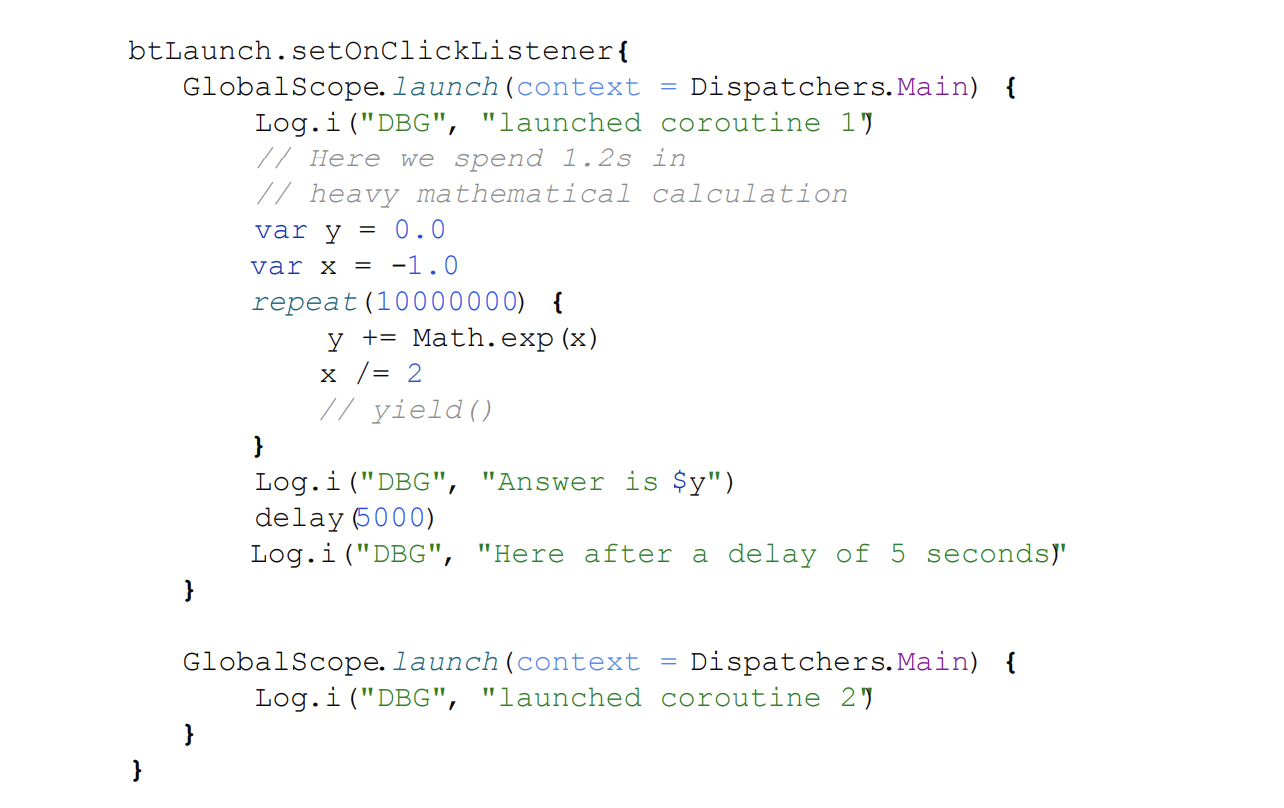 btLaunch.setOnClickListener{
GlobalScope.launch(context = Dispatchers.Main) {
Log.i("DBG", "launched coroutine 1")
// Here we spend 1.2s in
// heavy mathematical calculation
var y = 0.0
var x = -1.0
repeat(10000000) {
y += Math.exp(x)
x /= 2
// yield()
}
Log.i("DBG", "Answer is $y")
delay(5000)
Log.i("DBG", "Here after a delay of 5 seconds")
}
GlobalScope.launch(context = Dispatchers.Main) {
Log.i("DBG", "launched coroutine 2")
}
}